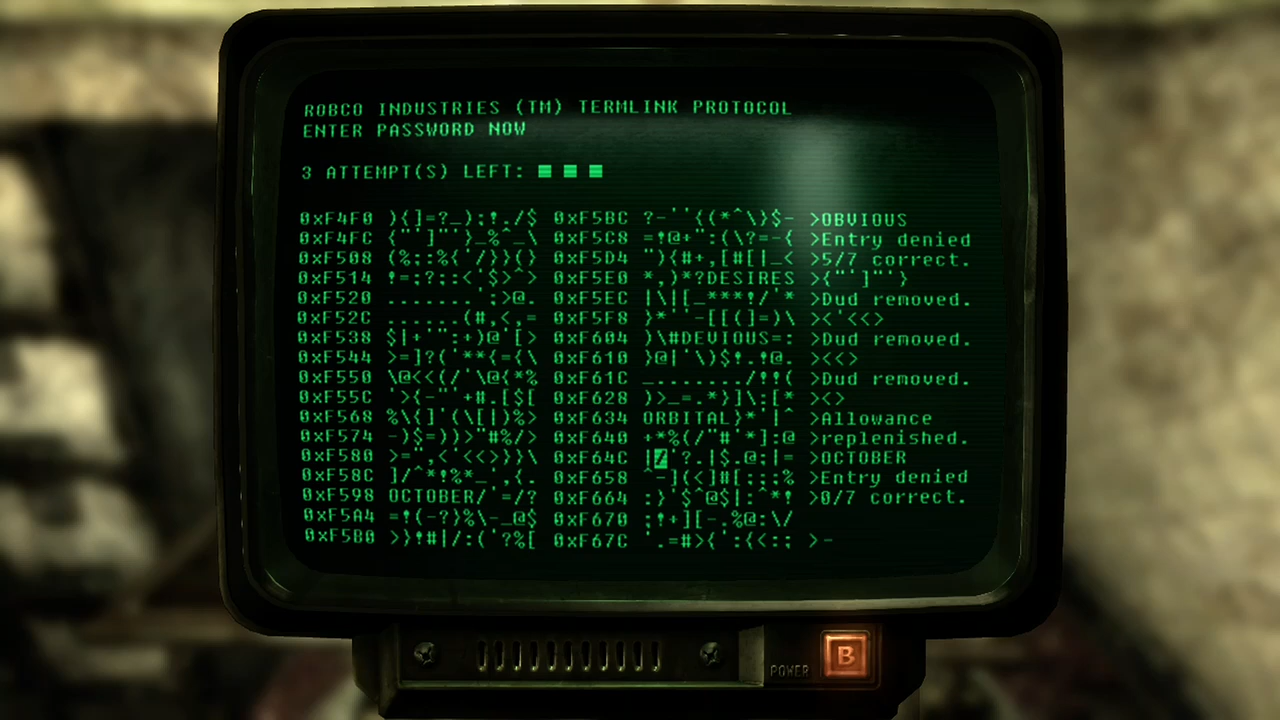 ROBCO INDUSTRIES (TM) TERMLINK PROTOCOL
ENTER PASSWORD NOW
3 ATTEMPT(S) LEFT: ■ ■ ■
0xF4F0 ){]=?_);!./$ 0xF5BC ?-''{((*^\}$- >OBVIOUS
0xF4FC {"']"'}_%^_\ 0xF5C8 =!@+":(\?=-{ >Entry denied
0xF508 (%::%{'/}){} 0xF5D4 "){#+,[#[|_< >5/7 correct.
0xF514 !=;?;:<'$>^> 0xF5E0 *,)*?DESIRES >{"']"'}
0xF520 .......';>@. 0xF5EC |\|[_***!/'* >Dud removed.
0xF52C ......(#,<,= 0xF5F8 }*''-[[(]=)\ ><'<<>
0xF538 $|+'":+)@'[> 0xF604 )\#DEVIOUS=: >Dud removed.
0xF544 >=]?('**{={\ 0xF610 }@|'\)$!.!@. ><<>
0xF550 \@<<(/'\@{*% 0xF61C _......./!!( >Dud removed.
0xF55C '>{-"'+#.[$[ 0xF628 )>_=.*}]\:[* ><>
0xF568 %\{]'(\[|)%> 0xF634 ORBITAL}*'|^ >Allowance
0xF574 -)$=))>"#%/> 0xF640 +*%(/"#'*]:@ >replenished.
0xF580 >=",<'<<>})\ 0xF64C |/'?.|$.@;|= >OCTOBER
0xF58C ]/^*!%*_',{. 0xF658 ^-](<]#[:::% >Entry denied
0xF598 OCTOBER/'=/? 0xF664 :}'$^@$|:^*! >0/7 correct.
0xF5A4 =!(-?)%\-_@$ 0xF670 ;!+][-.%@:\/
0xF5B0 >)!#|/:('?%[ 0xF67C '.=#>{':{<:; >-
POWER
B